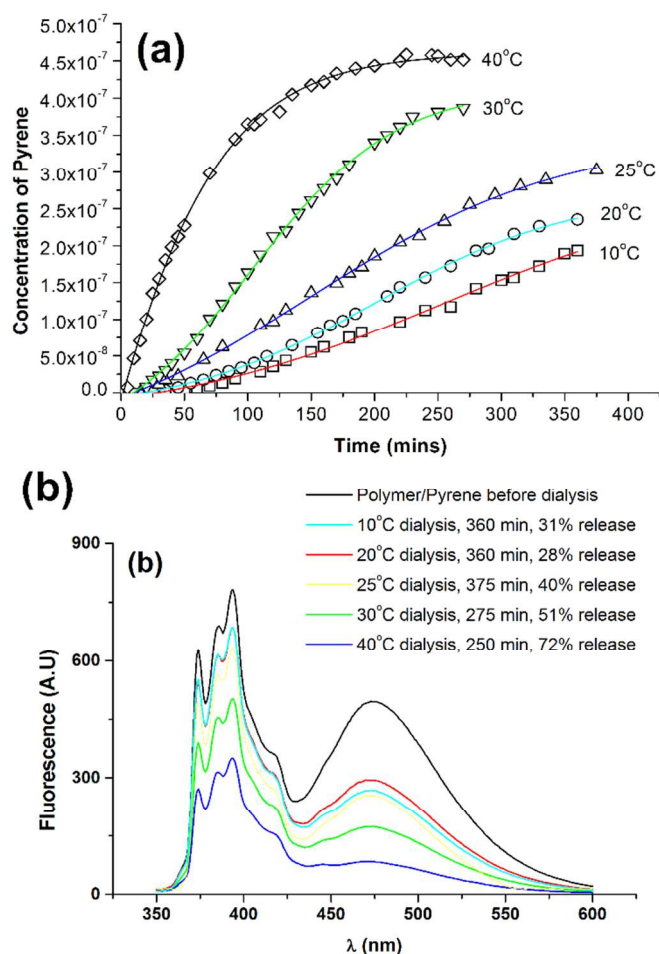 (a)
Concentration of Pyrene
5.0x10⁻⁷
4.5x10⁻⁷
4.0x10⁻⁷
3.5x10⁻⁷
3.0x10⁻⁷
2.5x10⁻⁷
2.0x10⁻⁷
1.5x10⁻⁷
1.0x10⁻⁷
5.0x10⁻⁸
0.0
40°C
30°C
25°C
20°C
10°C
0 50 100 150 200 250 300 350 400
Time (mins)
(b)
Polymer/Pyrene before dialysis
10°C dialysis, 360 min, 31% release
20°C dialysis, 360 min, 28% release
25°C dialysis, 375 min, 40% release
30°C dialysis, 275 min, 51% release
40°C dialysis, 250 min, 72% release
(b)
Fluorescence (A.U)
900
600
300
0
350 400 450 500 550 600
λ (nm)